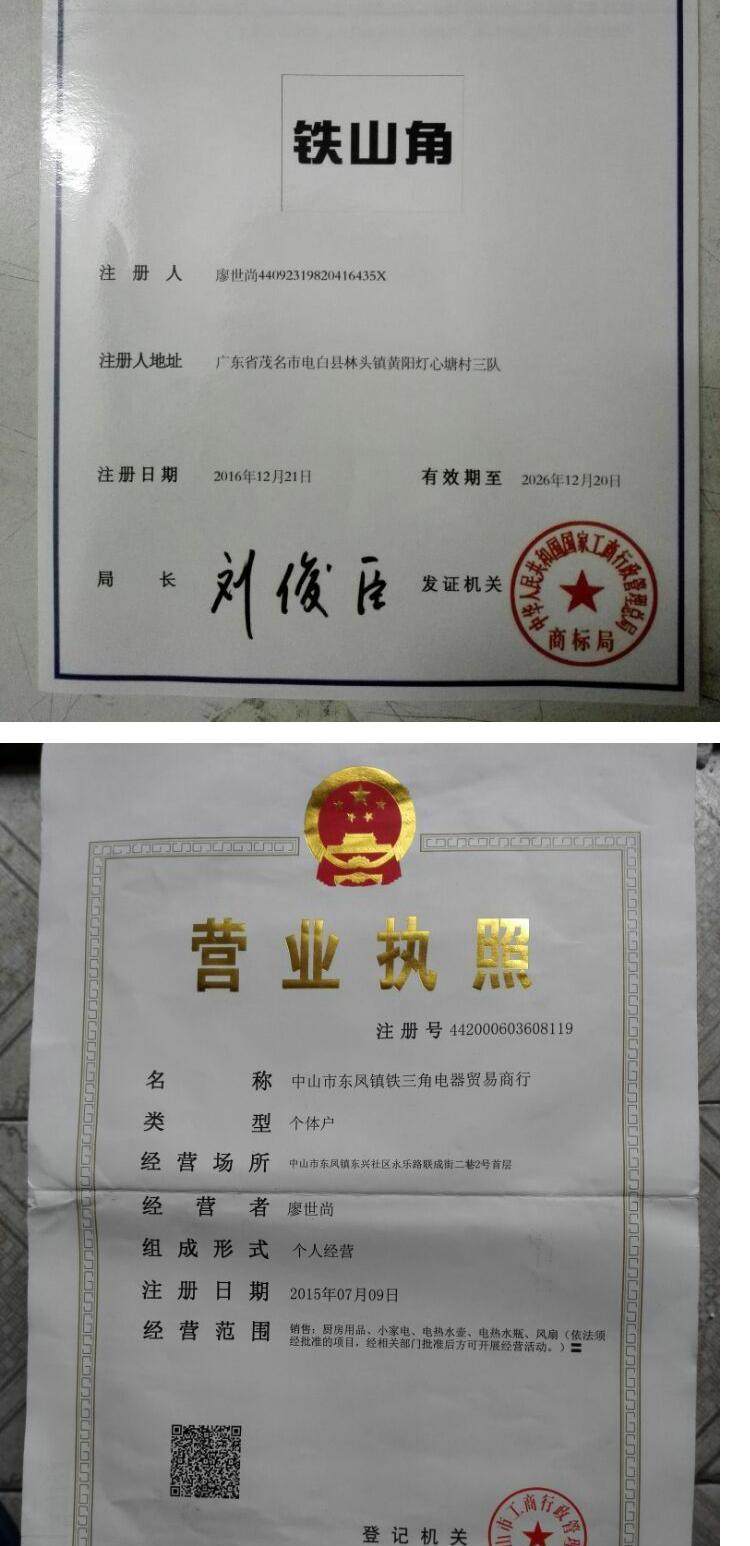 铁山角
注册人 廖世尚44092319820416435X
注册人地址 广东省茂名市电白县林头镇黄阳灯心塘村三队
注册日期 2016年12月21日 有效期至 2026年12月20日
局长 刘俊臣 发证机关
中华人民共和国国家工商行政管理总局
商标局
营业执照
注册号 442000603608119
名称 中山市东凤镇铁三角电器贸易商行
类型 个体户
经营场所 中山市东凤镇东兴社区永乐路联成街二巷2号首层
经营者 廖世尚
组成形式 个人经营
注册日期 2015年07月09日
经营范围 销售：厨房用品、小家电、电热水壶、电热水瓶、风扇（依法须
经批准的项目，经相关部门批准后方可开展经营活动。）〓
登记机关
山市工商行政管理